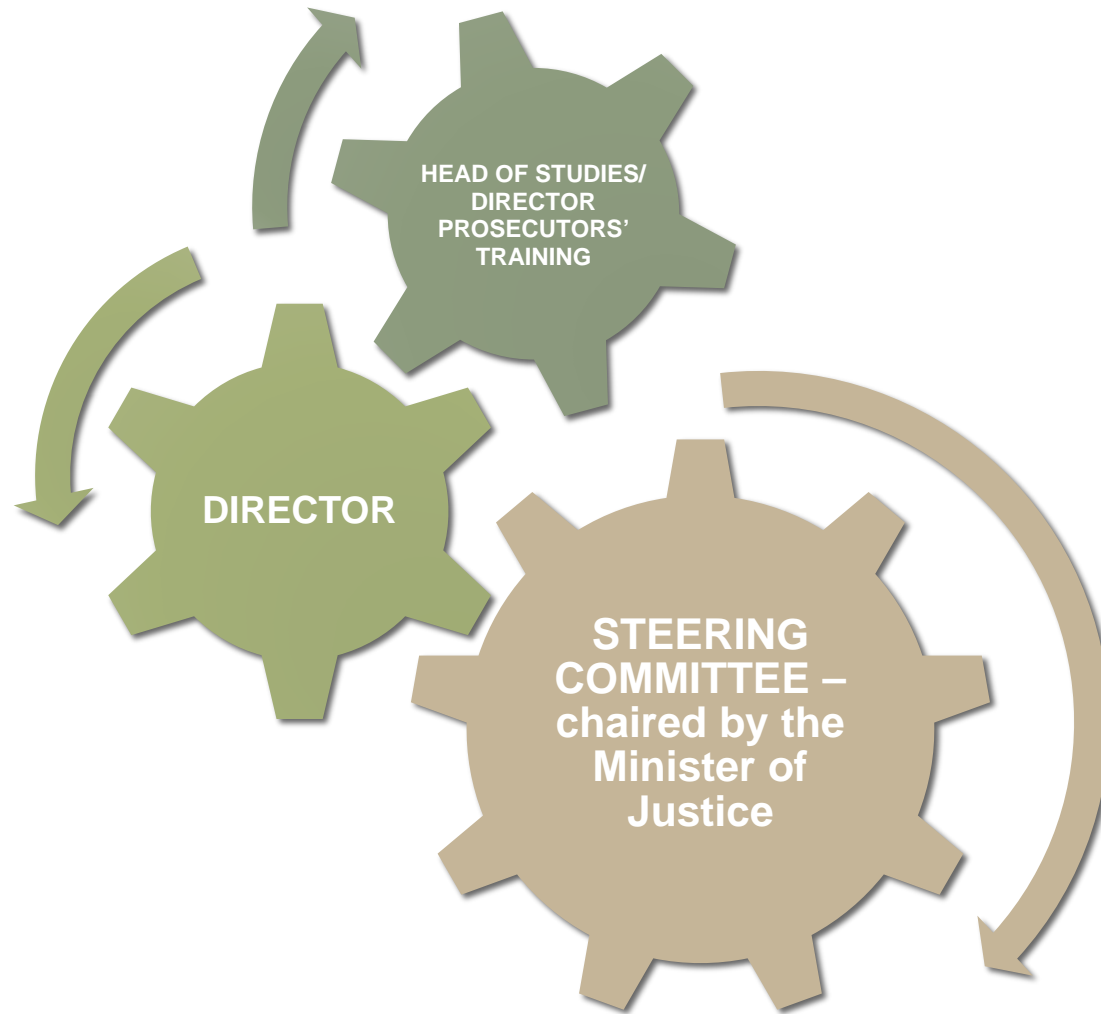 HEAD OF STUDIES/
DIRECTOR
PROSECUTORS’
TRAINING
DIRECTOR
STEERING
COMMITTEE –
chaired by the
Minister of
Justice